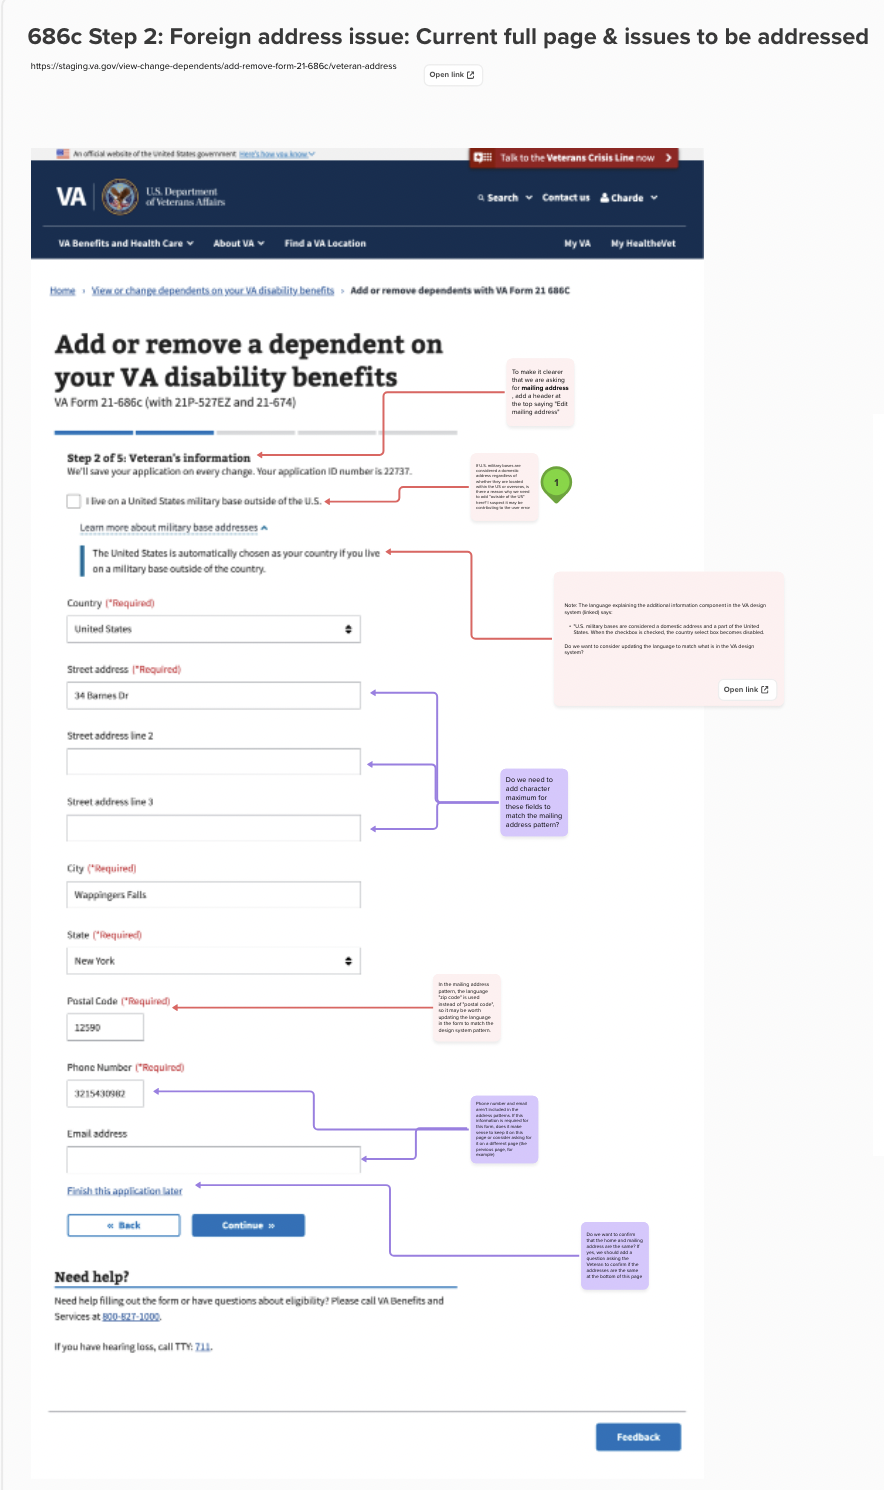 686c Step 2: Foreign address issue: Current full page & issues to be addressed
https://staging.va.gov/view-change-dependents/add-remove-form-21-686c/veteran-address
Open link
An official website of the United States government Here's how you know
Talk to the Veterans Crisis Line now
VA
U.S. Department
of Veterans Affairs
Search
Contact us
Charde
VA Benefits and Health Care
About VA
Find a VA Location
My VA
My HealtheVet
Home › View or change dependents on your VA disability benefits › Add or remove dependents with VA Form 21 686C
Add or remove a dependent on
your VA disability benefits
VA Form 21-686c (with 21P-527EZ and 21-674)
To make it clearer
that we are asking
for mailing address
, add a header at
the top saying "Edit
mailing address"
Step 2 of 5: Veteran's information
We'll save your application on every change. Your application ID number is 22737.
I live on a United States military base outside of the U.S.
If U.S. military bases are
considered a domestic
address regardless of
whether they are located
within the US or overseas, is
there a reason why we need
to add "outside of the US"
here? I suspect it may be
contributing to the user error
1
Learn more about military base addresses
The United States is automatically chosen as your country if you live
on a military base outside of the country.
Note: The language explaining the additional information component in the VA design
system (linked) says:
• "U.S. military bases are considered a domestic address and a part of the United
States. When the checkbox is checked, the country select box becomes disabled.
Do we want to consider updating the language to match what is in the VA design
system?
Open link
Country (*Required)
United States
Street address (*Required)
34 Barnes Dr
Street address line 2
Street address line 3
Do we need to
add character
maximum for
these fields to
match the mailing
address pattern?
City (*Required)
Wappingers Falls
State (*Required)
New York
Postal Code (*Required)
12590
In the mailing address
pattern, the language
"zip code" is used
instead of "postal code",
so it may be worth
updating the language
in the form to match the
design system pattern.
Phone Number (*Required)
3215430982
Email address
Phone number and email
aren't included in the
address patterns. If this
information is required for
this form, does it make
sense to keep it on this
page or consider asking for
it on a different page (the
previous page, for
example)
Finish this application later
« Back
Continue »
Do we want to confirm
that the home and mailing
address are the same? If
yes, we should add a
question asking the
Veteran to confirm if the
addresses are the same
at the bottom of this page
Need help?
Need help filling out the form or have questions about eligibility? Please call VA Benefits and
Services at 800-827-1000.
If you have hearing loss, call TTY: 711.
Feedback